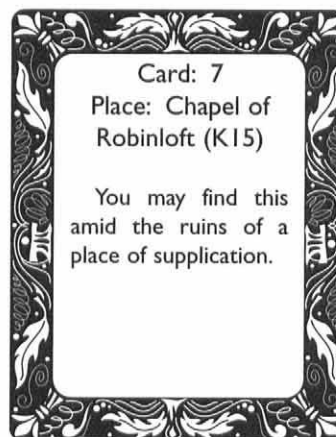 Card: 7
Place: Chapel of
Robinloft (K15)
You may find this
amid the ruins of a
place of supplication.